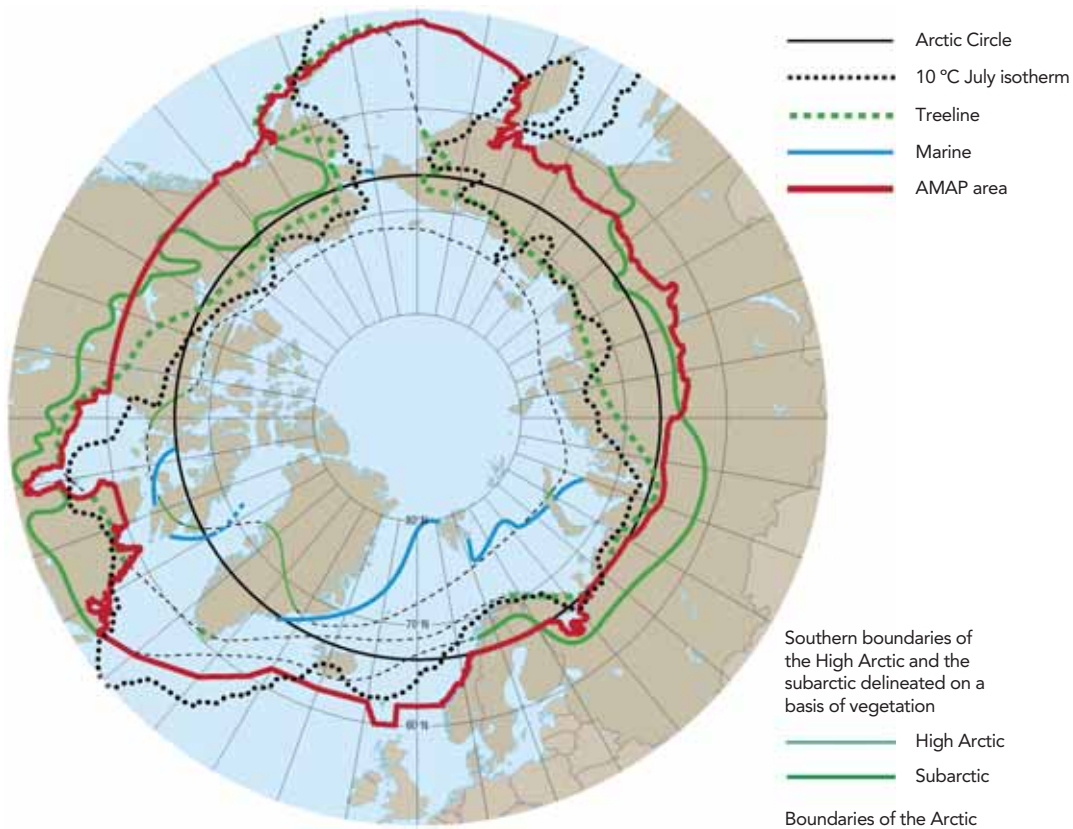 Arctic Circle
10 ºC July isotherm
Treeline
Marine
AMAP area
80°N
70°N
60°N
Southern boundaries of
the High Arctic and the
subarctic delineated on a
basis of vegetation
High Arctic
Subarctic
Boundaries of the Arctic